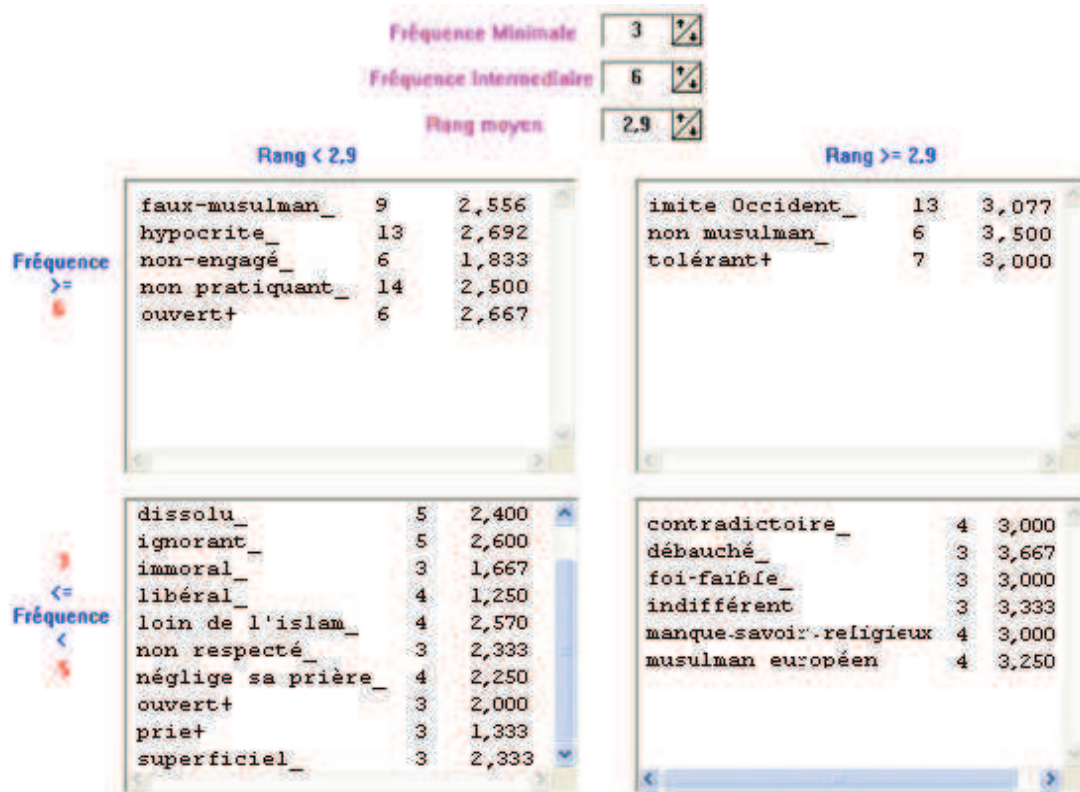 Fréquence Minimale 3
Fréquence Intermediaire 6
Rang moyen 2,9
Rang < 2,9
Rang >= 2,9
Fréquence
>=
6
faux-musulman_ 9 2,556
hypocrite_ 13 2,692
non-engagé_ 6 1,833
non pratiquant_ 14 2,500
ouvert+ 6 2,667
imite Occident_ 13 3,077
non musulman_ 6 3,500
tolérant+ 7 3,000
3
<=
Fréquence
<
5
dissolu_ 5 2,400
ignorant_ 5 2,600
immoral_ 3 1,667
libéral_ 4 1,250
loin de l'islam_ 4 2,570
non respecté_ 3 2,333
néglige sa prière_ 4 2,250
ouvert+ 3 2,000
prie+ 3 1,333
superficiel_ 3 2,333
contradictoire_ 4 3,000
débauché_ 3 3,667
foi-faible_ 3 3,000
indifférent 3 3,333
manque-savoir-religieux 4 3,000
musulman européen 4 3,250